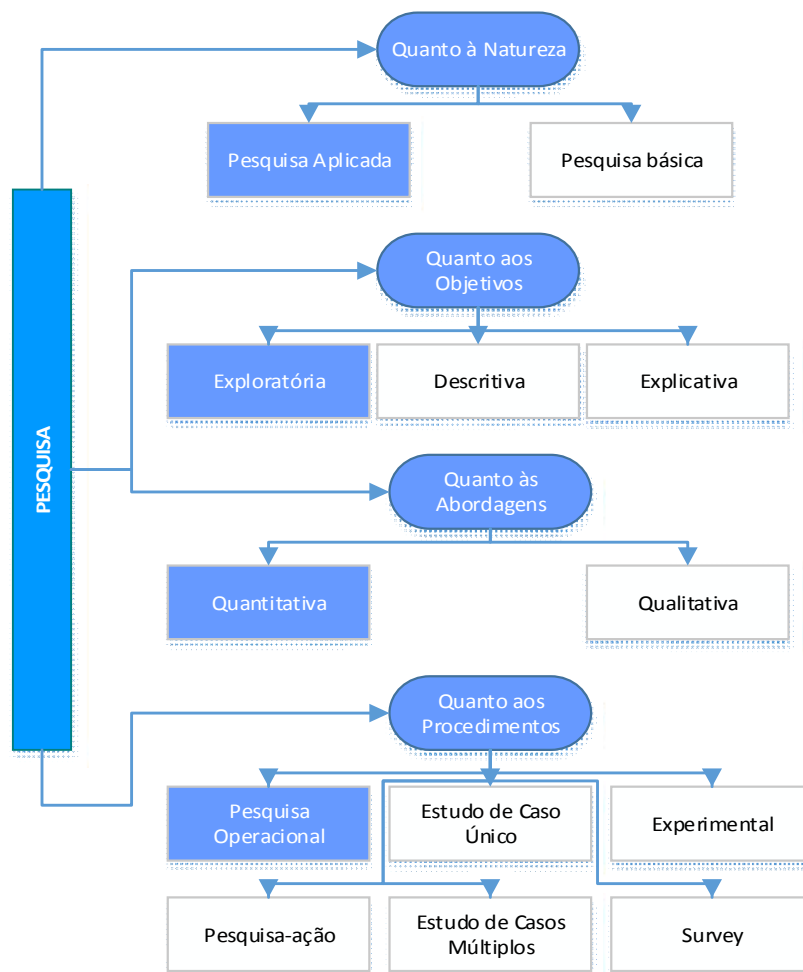 Quanto à Natureza
Pesquisa Aplicada
Pesquisa básica
PESQUISA
Quanto aos
Objetivos
Exploratória
Descritiva
Explicativa
Quanto às
Abordagens
Quantitativa
Qualitativa
Quanto aos
Procedimentos
Pesquisa
Operacional
Estudo de Caso
Único
Experimental
Pesquisa-ação
Estudo de Casos
Múltiplos
Survey